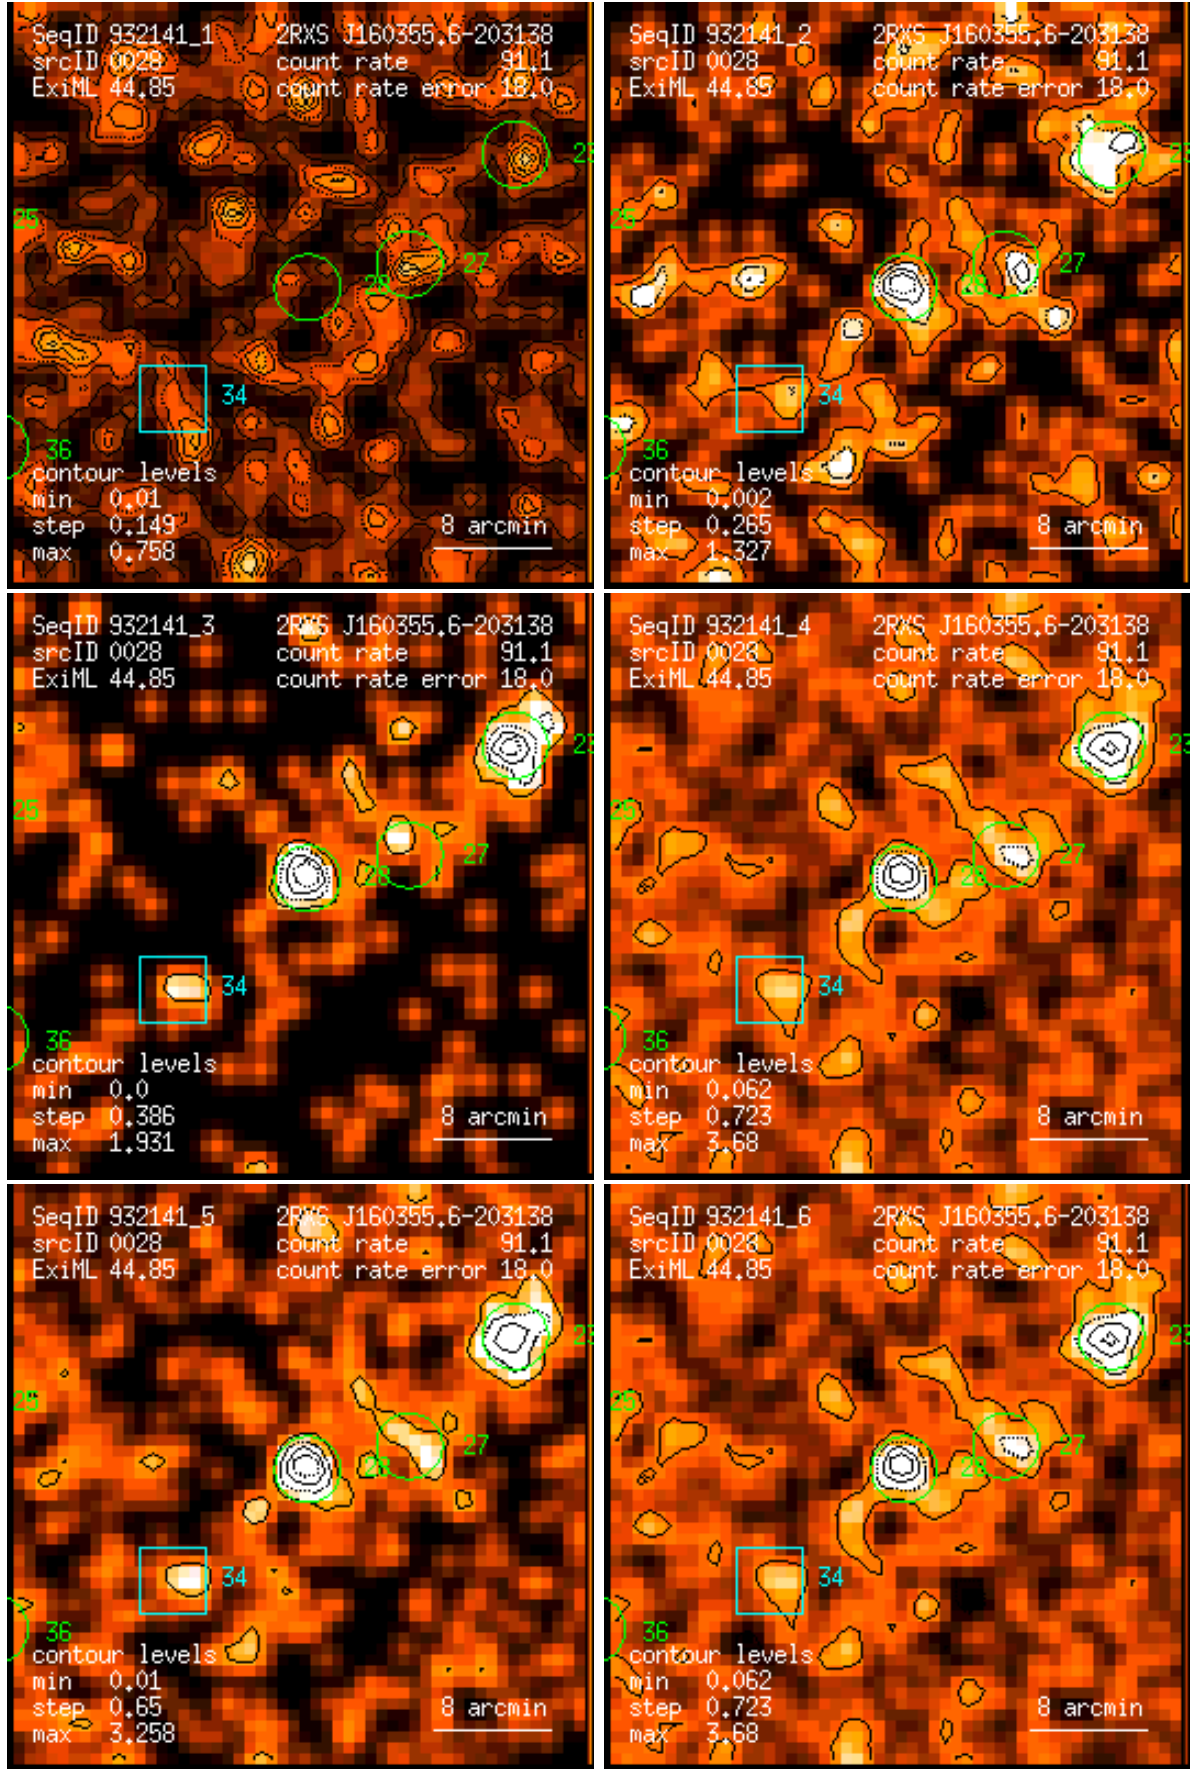 SeqID 932141_1 2RXS J160355.6-203138
srcID 0028 count rate 91.1
ExiML 44.85 count rate error 18.0
23
25
27
28
34
36
contour levels
min 0.01
step 0.149 8 arcmin
max 0.758
SeqID 932141_2 2RXS J160355.6-203138
srcID 0028 count rate 91.1
ExiML 44.85 count rate error 18.0
23
25
27
28
34
36
contour levels
min 0.002
step 0.265 8 arcmin
max 1.327
SeqID 932141_3 2RXS J160355.6-203138
srcID 0028 count rate 91.1
ExiML 44.85 count rate error 18.0
23
25
27
28
34
36
contour levels
min 0.0
step 0.386 8 arcmin
max 1.931
SeqID 932141_4 2RXS J160355.6-203138
srcID 0028 count rate 91.1
ExiML 44.85 count rate error 18.0
23
25
27
28
34
36
contour levels
min 0.062
step 0.723 8 arcmin
max 3.68
SeqID 932141_5 2RXS J160355.6-203138
srcID 0028 count rate 91.1
ExiML 44.85 count rate error 18.0
23
25
27
28
34
36
contour levels
min 0.01
step 0.65 8 arcmin
max 3.258
SeqID 932141_6 2RXS J160355.6-203138
srcID 0028 count rate 91.1
ExiML 44.85 count rate error 18.0
23
25
27
28
34
36
contour levels
min 0.062
step 0.723 8 arcmin
max 3.68